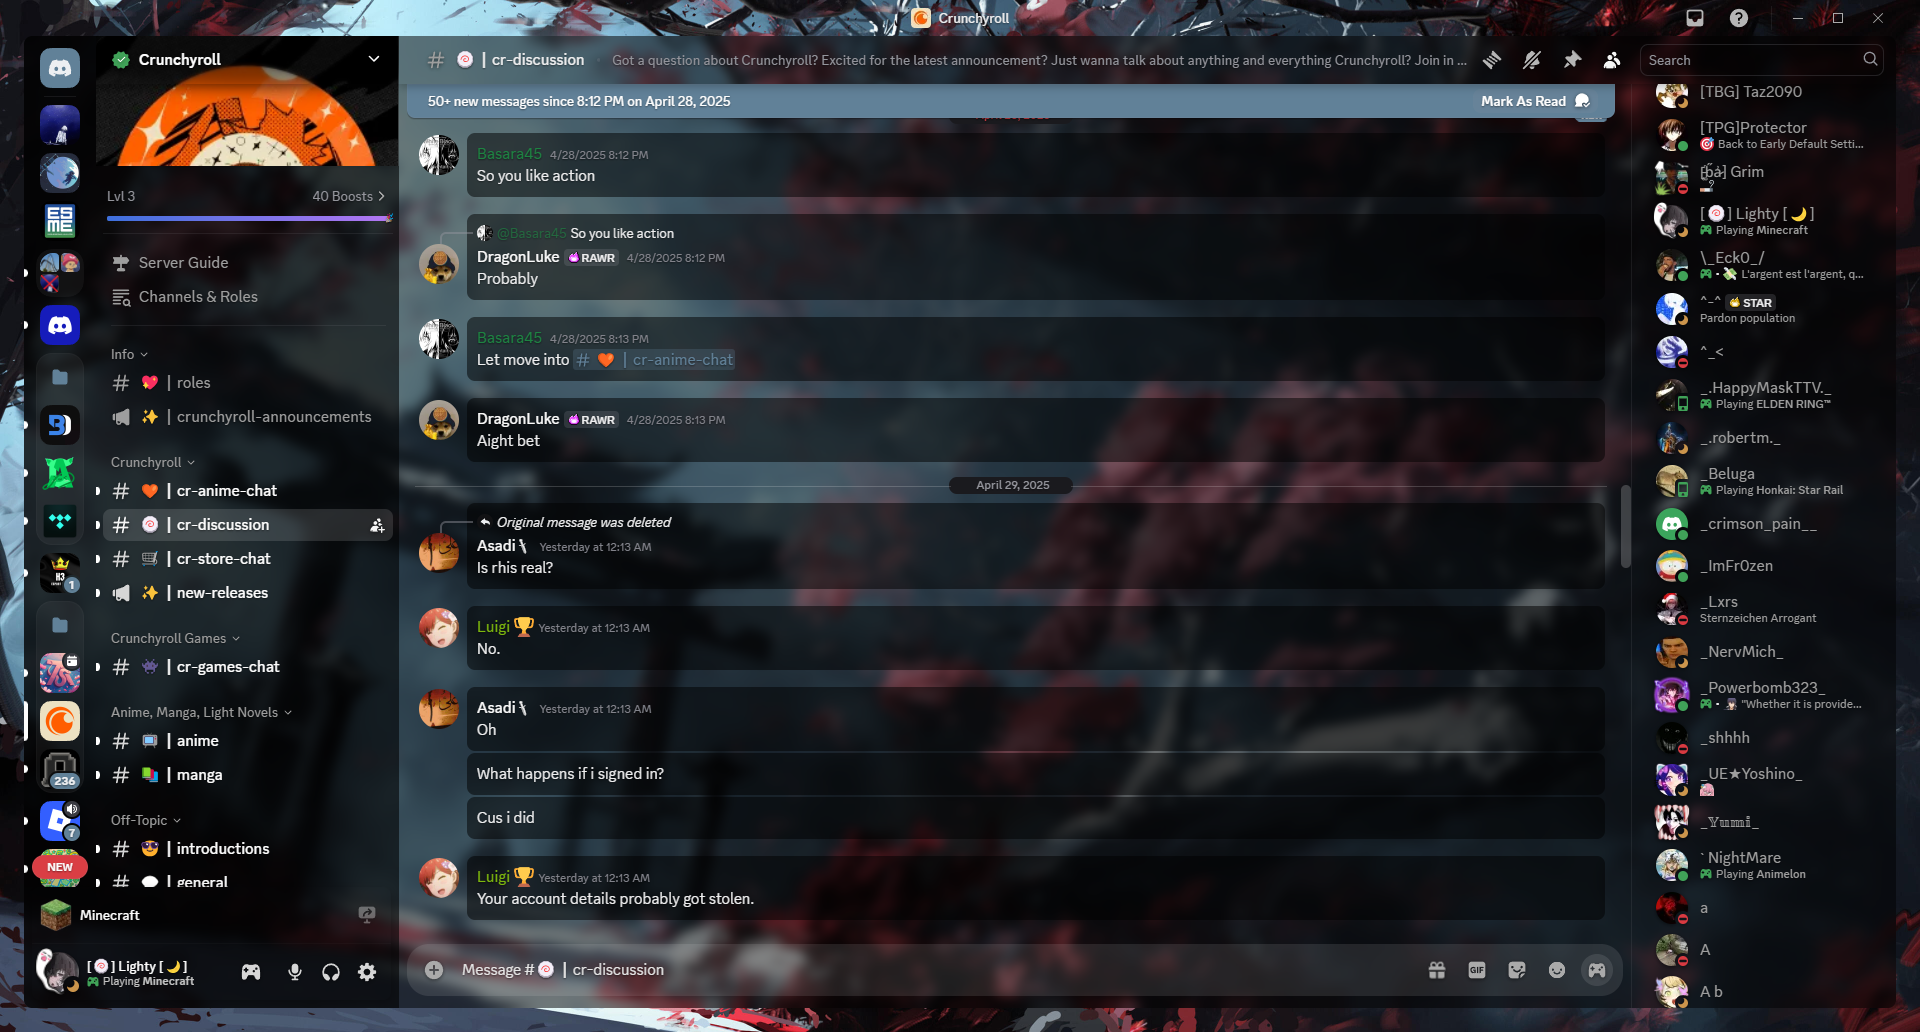 Crunchyroll
Crunchyroll
Lvl 3
40 Boosts
Server Guide
Channels & Roles
Info
# | roles
| crunchyroll-announcements
Crunchyroll
# | cr-anime-chat
# | cr-discussion
# | cr-store-chat
| new-releases
Crunchyroll Games
# | cr-games-chat
Anime, Manga, Light Novels
# | anime
# | manga
Off-Topic
# | introductions
# | general
Minecraft
[🍥] Lighty [🌙]
Playing Minecraft
ES
ME
H3
1
236
7
NEW
# | cr-discussion
Got a question about Crunchyroll? Excited for the latest announcement? Just wanna talk about anything and everything Crunchyroll? Join in ...
Search
50+ new messages since 8:12 PM on April 28, 2025
Mark As Read
Basara45 4/28/2025 8:12 PM
So you like action
@Basara45 So you like action
DragonLuke RAWR 4/28/2025 8:12 PM
Probably
Basara45 4/28/2025 8:13 PM
Let move into # 🧡 | cr-anime-chat
DragonLuke RAWR 4/28/2025 8:13 PM
Aight bet
April 29, 2025
Original message was deleted
Asadi Yesterday at 12:13 AM
Is rhis real?
Luigi 🏆 Yesterday at 12:13 AM
No.
Asadi Yesterday at 12:13 AM
Oh
What happens if i signed in?
Cus i did
Luigi 🏆 Yesterday at 12:13 AM
Your account details probably got stolen.
Message # | cr-discussion
GIF
[TBG] Taz2090
[TPG]Protector
Back to Early Default Setti...
Grim
[🍥] Lighty [🌙]
Playing Minecraft
\_Eck0_/
L'argent est l'argent, q...
^-^ STAR
Pardon population
^_<
_.HappyMaskTTV._
Playing ELDEN RING™
_.robertm._
_Beluga
Playing Honkai: Star Rail
_crimson_pain__
_ImFr0zen
_Lxrs
Sternzeichen Arrogant
_NervMich_
_Powerbomb323_
"Whether it is provide...
_shhhh
_UE★Yoshino_
_𝕐𝕦𝕞𝕚_
` NightMare
Playing Animelon
a
A
A b